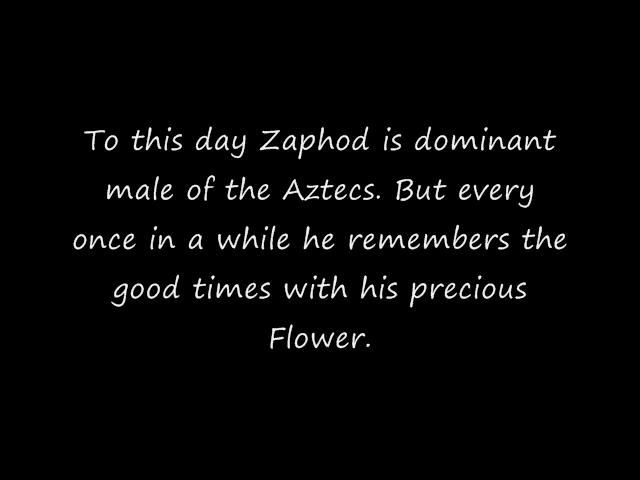 To this day Zaphod is dominant
male of the Aztecs. But every
once in a while he remembers the
good times with his precious
Flower.